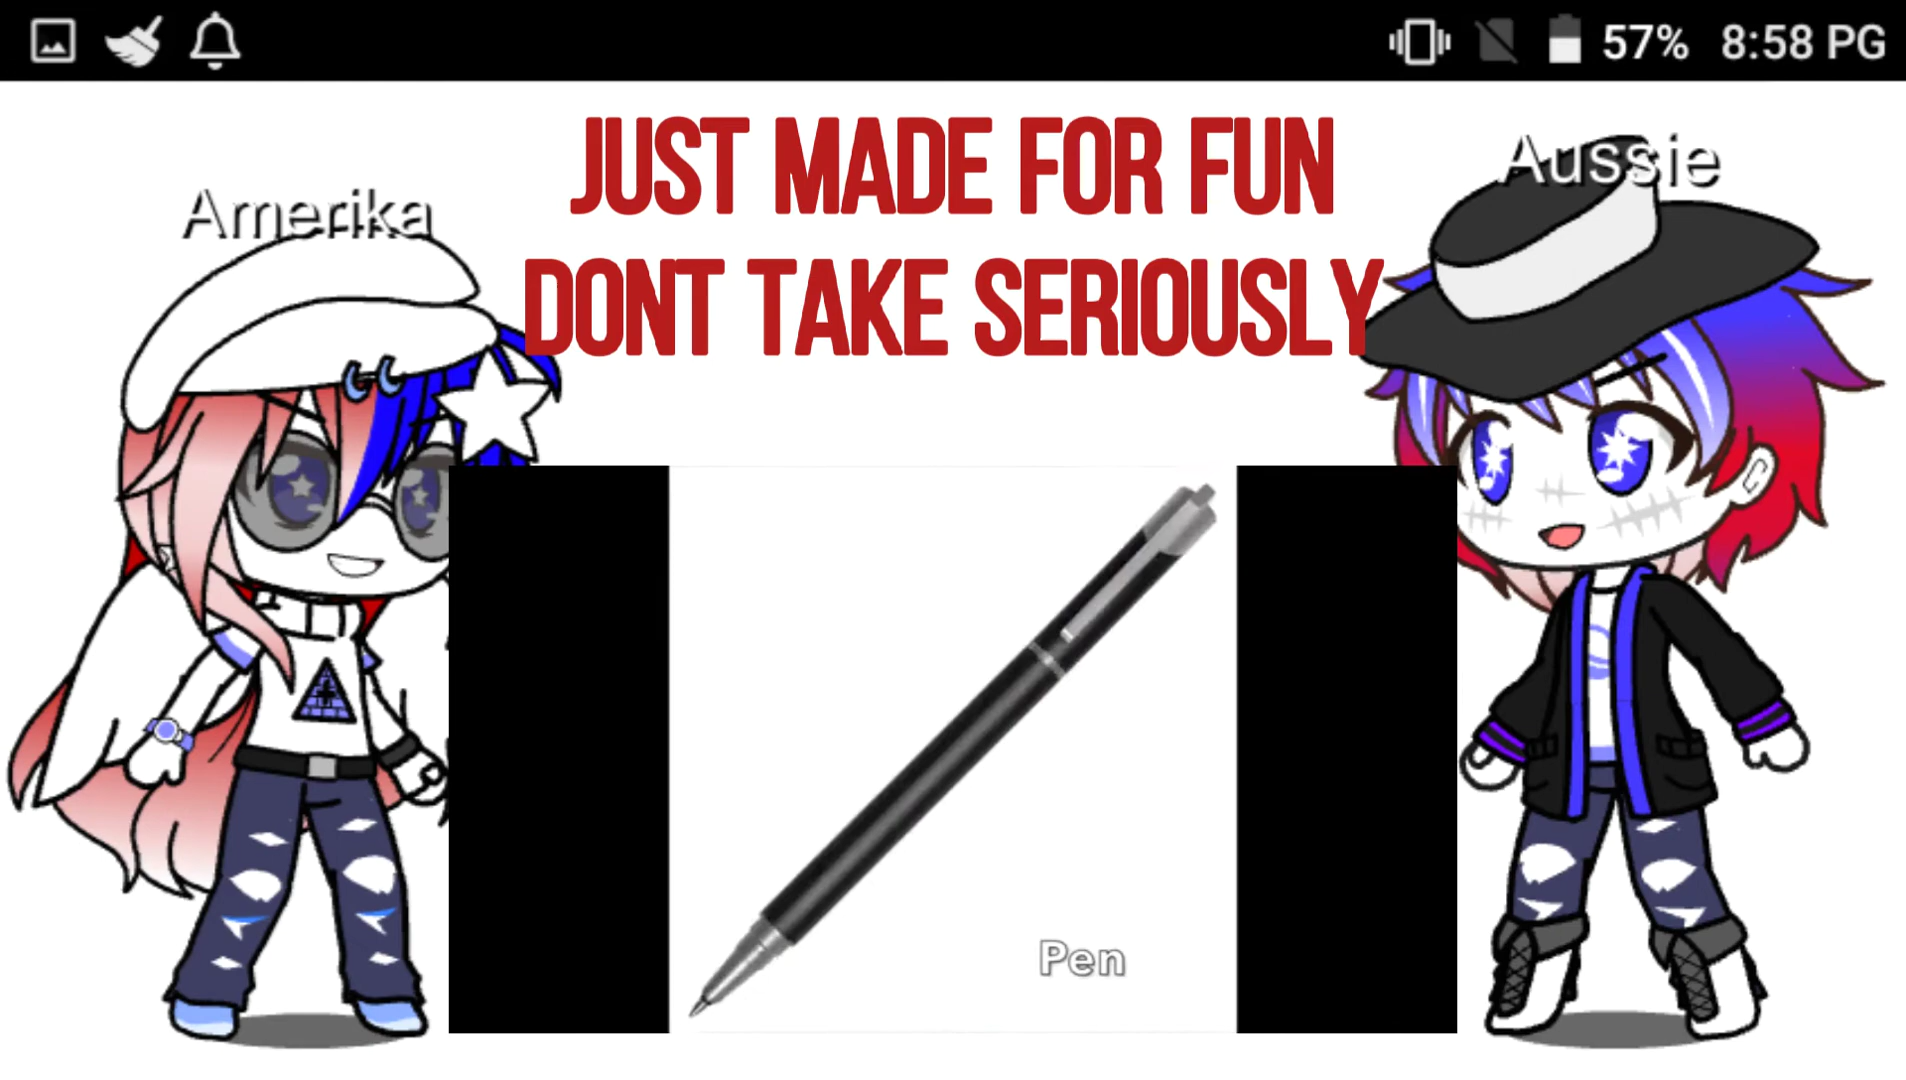 57% 8:58 PG
JUST MADE FOR FUN
DONT TAKE SERIOUSLY
Amerika
Aussie
Pen